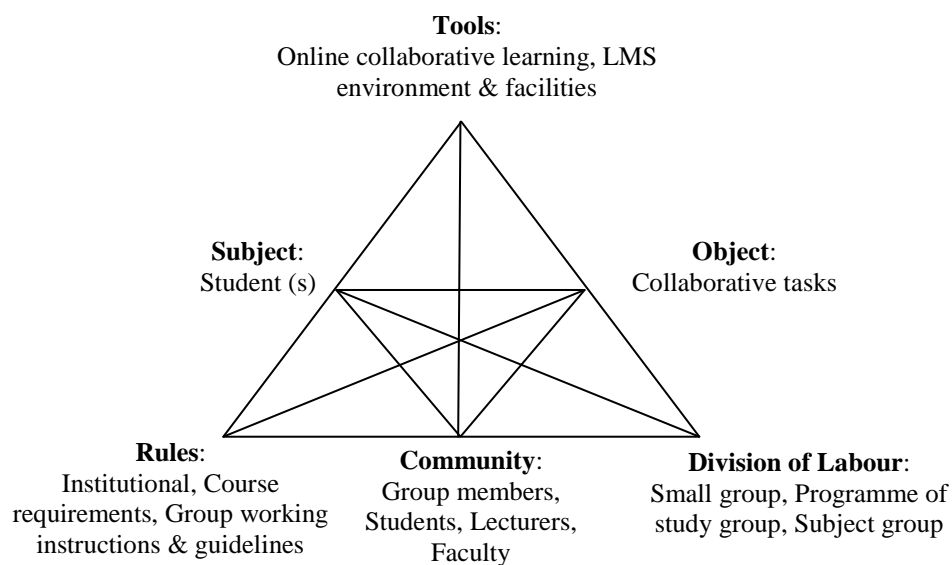 Tools:
Online collaborative learning, LMS
environment & facilities
Subject:
Student (s)
Object:
Collaborative tasks
Rules:
Institutional, Course
requirements, Group working
instructions & guidelines
Community:
Group members,
Students, Lecturers,
Faculty
Division of Labour:
Small group, Programme of
study group, Subject group